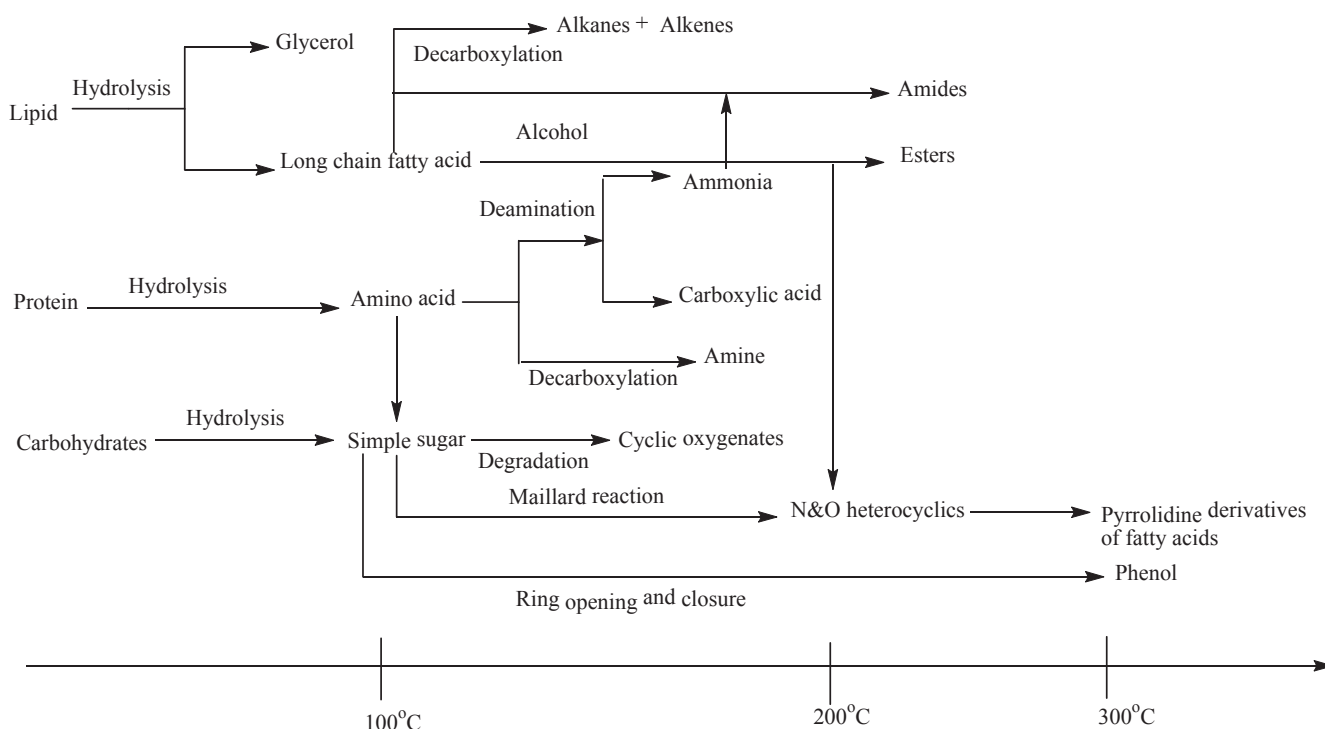 Alkanes + Alkenes
Glycerol
Decarboxylation
Hydrolysis
Amides
Lipid
Alcohol
Long chain fatty acid
Esters
Ammonia
Deamination
Hydrolysis
Protein
Amino acid
Carboxylic acid
Amine
Decarboxylation
Hydrolysis
Carbohydrates
Simple sugar
Cyclic oxygenates
Degradation
Maillard reaction
N&O heterocyclics
Pyrrolidine derivatives
of fatty acids
Phenol
Ring opening and closure
100°C
200°C
300°C